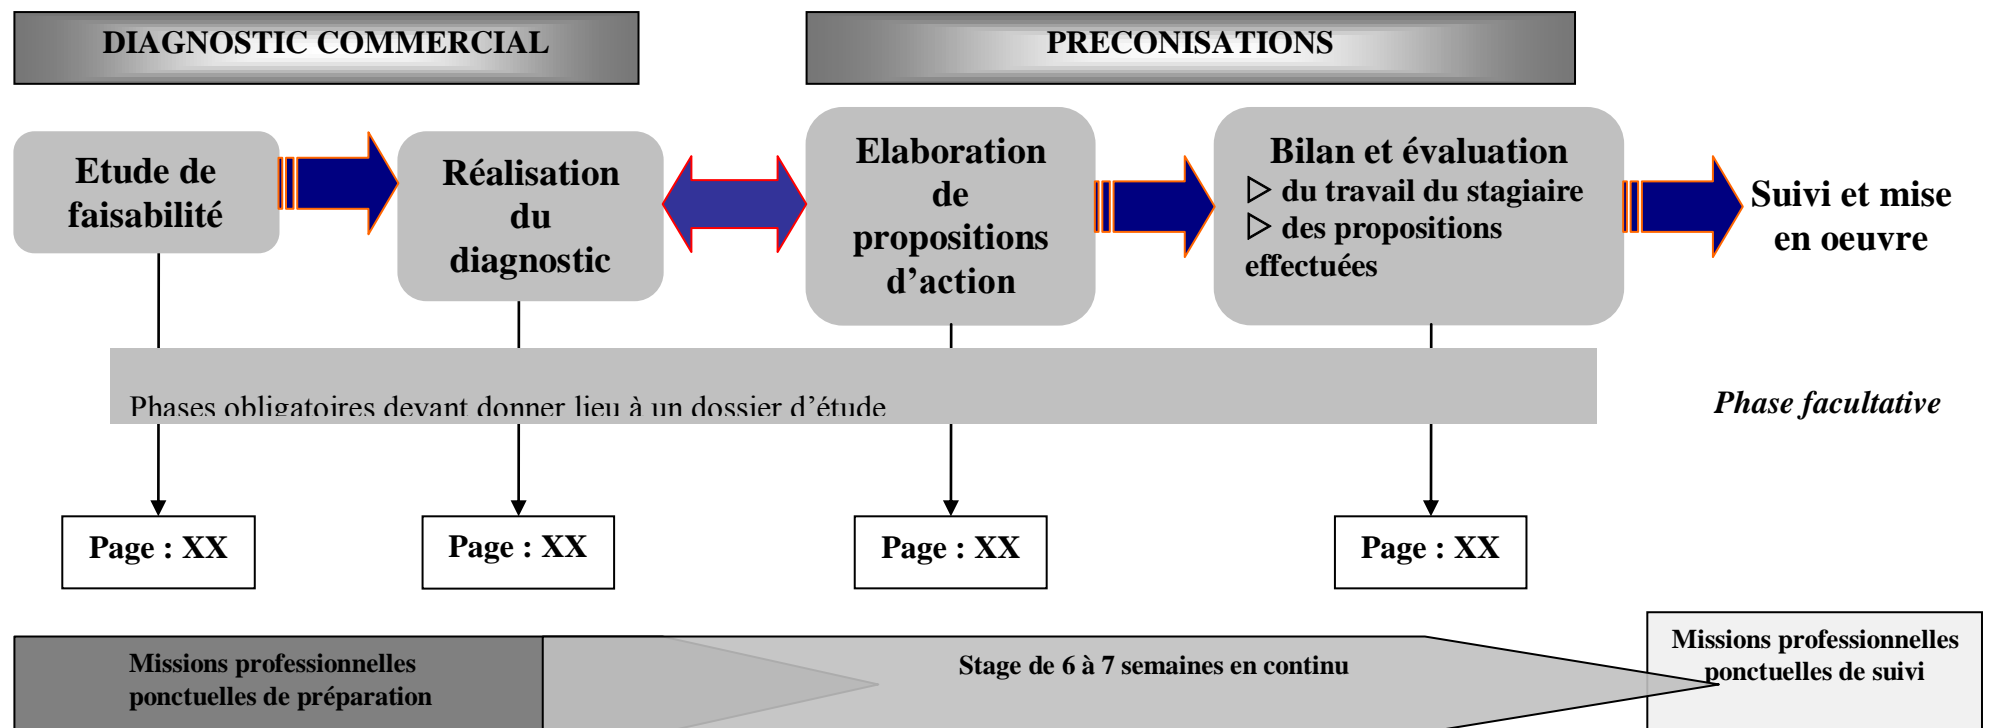 DIAGNOSTIC COMMERCIAL
PRECONISATIONS
Etude de
faisabilité
Réalisation
du
diagnostic
Elaboration
de
propositions
d’action
Bilan et évaluation
▷ du travail du stagiaire
▷ des propositions
effectuées
Suivi et mise
en oeuvre
Phases obligatoires devant donner lieu à un dossier d’étude
Phase facultative
Page : XX
Page : XX
Page : XX
Page : XX
Missions professionnelles
ponctuelles de préparation
Stage de 6 à 7 semaines en continu
Missions professionnelles
ponctuelles de suivi